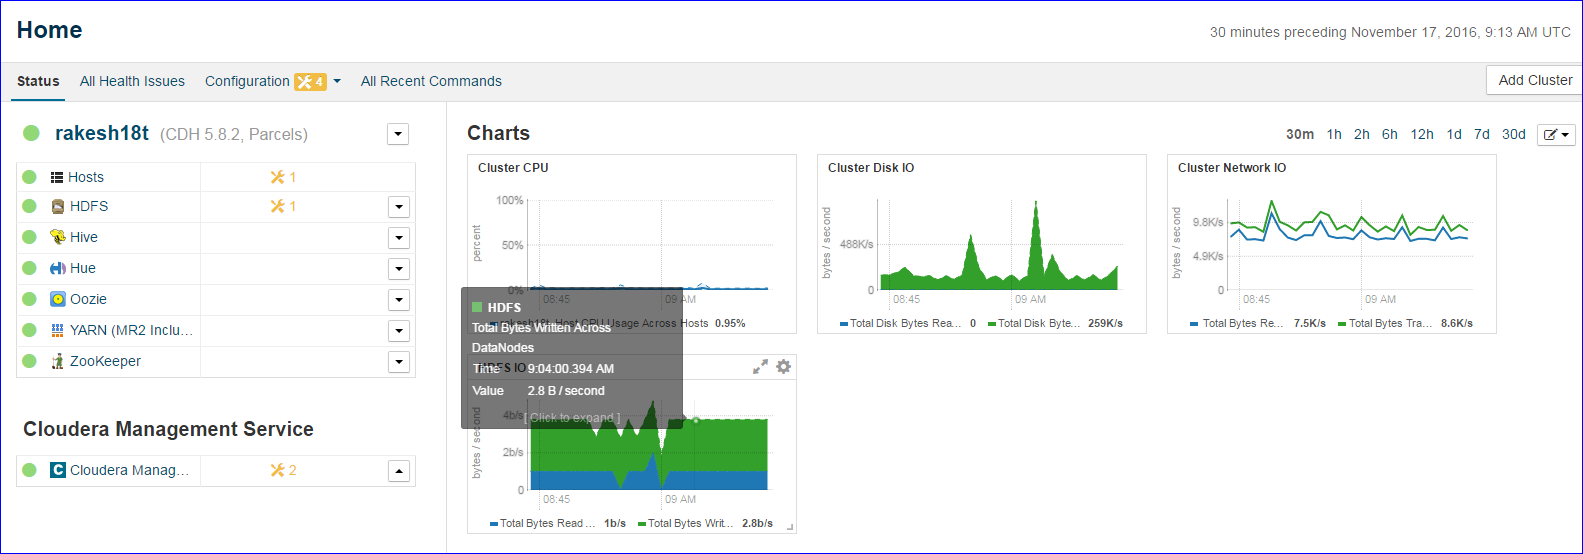 Home
30 minutes preceding November 17, 2016, 9:13 AM UTC
Status All Health Issues Configuration 4 All Recent Commands Add Cluster
rakesh18t (CDH 5.8.2, Parcels)
Hosts 1
HDFS 1
Hive
Hue
Oozie
YARN (MR2 Inclu...
ZooKeeper
Cloudera Management Service
C Cloudera Manag... 2
Charts
30m 1h 2h 6h 12h 1d 7d 30d
Cluster CPU
percent
100%
50%
0%
08:45 09 AM
rakesh18t, Host CPU Usage Across Hosts 0.95%
Cluster Disk IO
bytes / second
488K/s
0
08:45 09 AM
Total Disk Bytes Rea... 0 Total Disk Byte... 259K/s
Cluster Network IO
bytes / second
9.8K/s
4.9K/s
0
08:45 09 AM
Total Bytes Re... 7.5K/s Total Bytes Tra... 8.6K/s
HDFS
Total Bytes Written Across
DataNodes
Time 9:04:00.394 AM
Value 2.8 B / second
[ Click to expand ]
HDFS IO
bytes / second
4b/s
2b/s
0
08:45 09 AM
Total Bytes Read ... 1b/s Total Bytes Writ... 2.8b/s